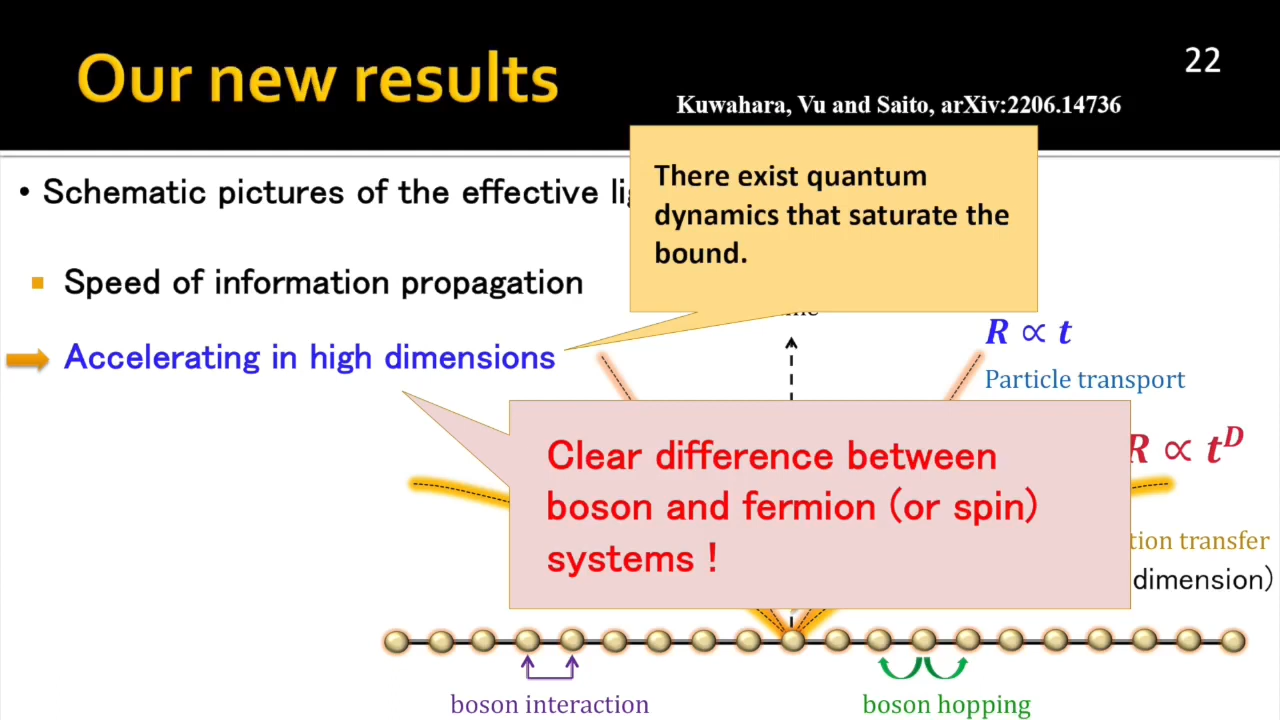 Our new results
22
Kuwahara, Vu and Saito, arXiv:2206.14736
There exist quantum
dynamics that saturate the
bound.
• Schematic pictures of the effective
Speed of information propagation
Accelerating in high dimensions
R ∝ t
Particle transport
Clear difference between
boson and fermion (or spin)
systems !
R ∝ t^D
transfer
dimension)
boson interaction
boson hopping